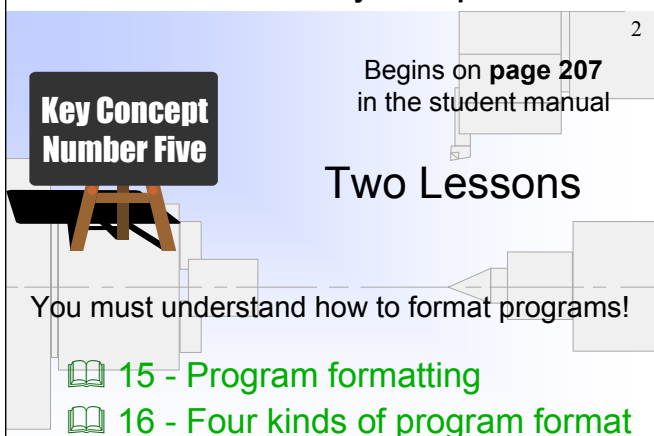 2
Begins on page 207
in the student manual
Key Concept
Number Five
Two Lessons
You must understand how to format programs!
15 - Program formatting
16 - Four kinds of program format